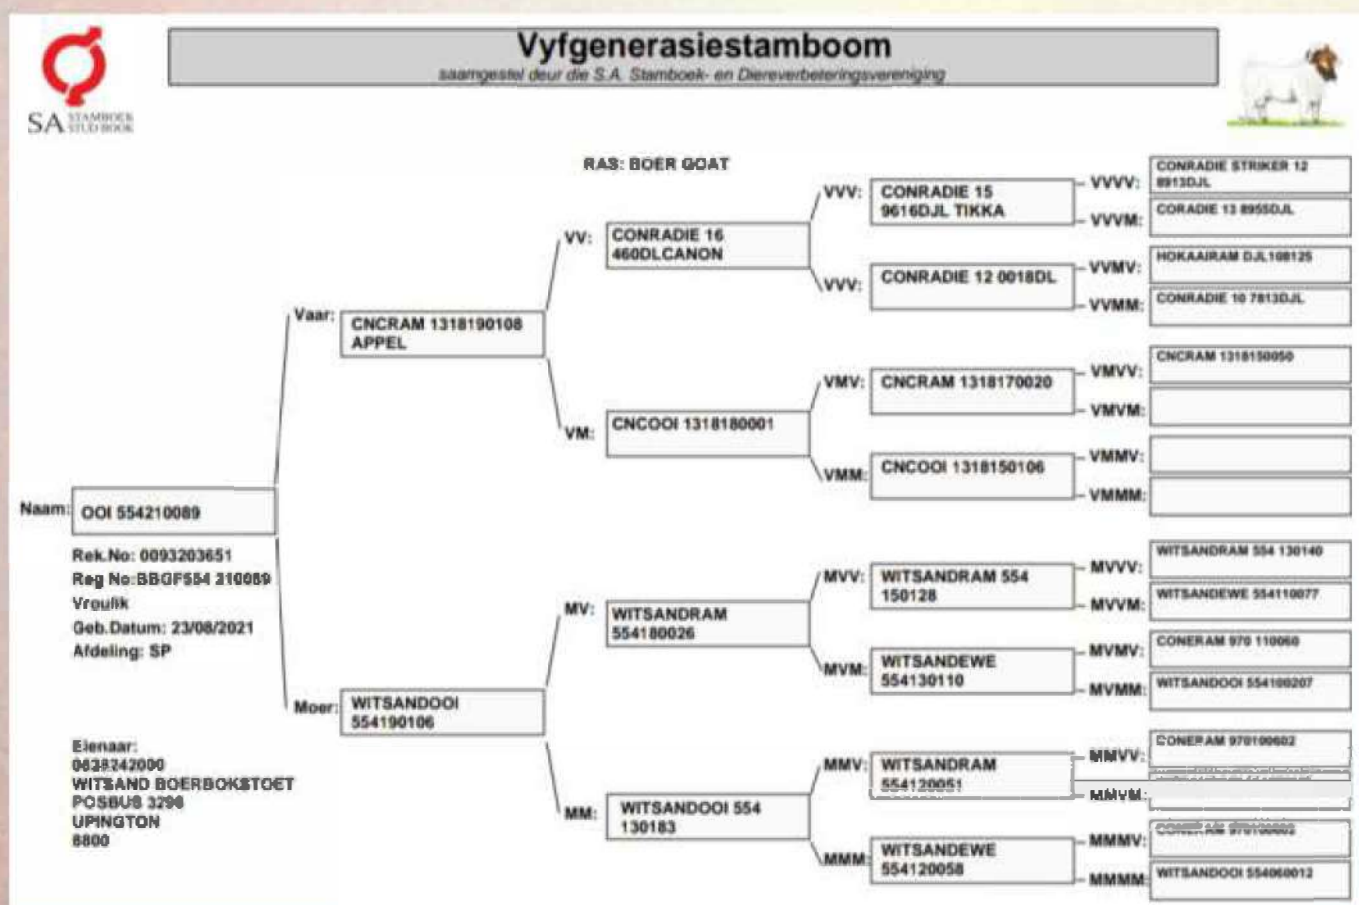 Vyfgenerasiestamboom
saamgestel deur die S.A. Stamboek- en Diereverbeteringsvereniging
SA STAMBOEK
STUD BOOK
RAS: BOER GOAT
Naam: OOI 554210089
Rek.No: 0093203651
Reg No:BBGF554 210089
Vroulik
Geb.Datum: 23/08/2021
Afdeling: SP
Eienaar:
WITSAND BOERBOKSTOET
POSBUS 3296
UPINGTON
8800
Vaar: CNCRAM 1318190108
APPEL
Moer: WITSANDOOI
554190106
VV: CONRADIE 16
460DLCANON
VM: CNCOOI 1318180001
MV: WITSANDRAM
554180026
MM: WITSANDOOI 554
130183
VVV: CONRADIE 15
9616DJL TIKKA
VVV: CONRADIE 12 0018DL
VMV: CNCRAM 1318170020
VMM: CNCOOI 1318150106
MVV: WITSANDRAM 554
150128
MVM: WITSANDEWE
554130110
MMV: WITSANDRAM
554120051
MMM: WITSANDEWE
554120058
VVVV: CONRADIE STRIKER 12
8913DJL
VVVM: CORADIE 13 8955DJL
VVMV: HOKAAIRAM DJL108125
VVMM: CONRADIE 10 7813DJL
VMVV: CNCRAM 1318150050
VMVM:
VMMV:
VMMM:
MVVV: WITSANDRAM 554 130140
MVVM: WITSANDEWE 554110077
MVMV: CONERAM 970 110060
MVMM: WITSANDOOI 554100207
MMVV: CONERAM 970100602
MMVM:
MMMV: CONERAM
MMMM: WITSANDOOI 554060012